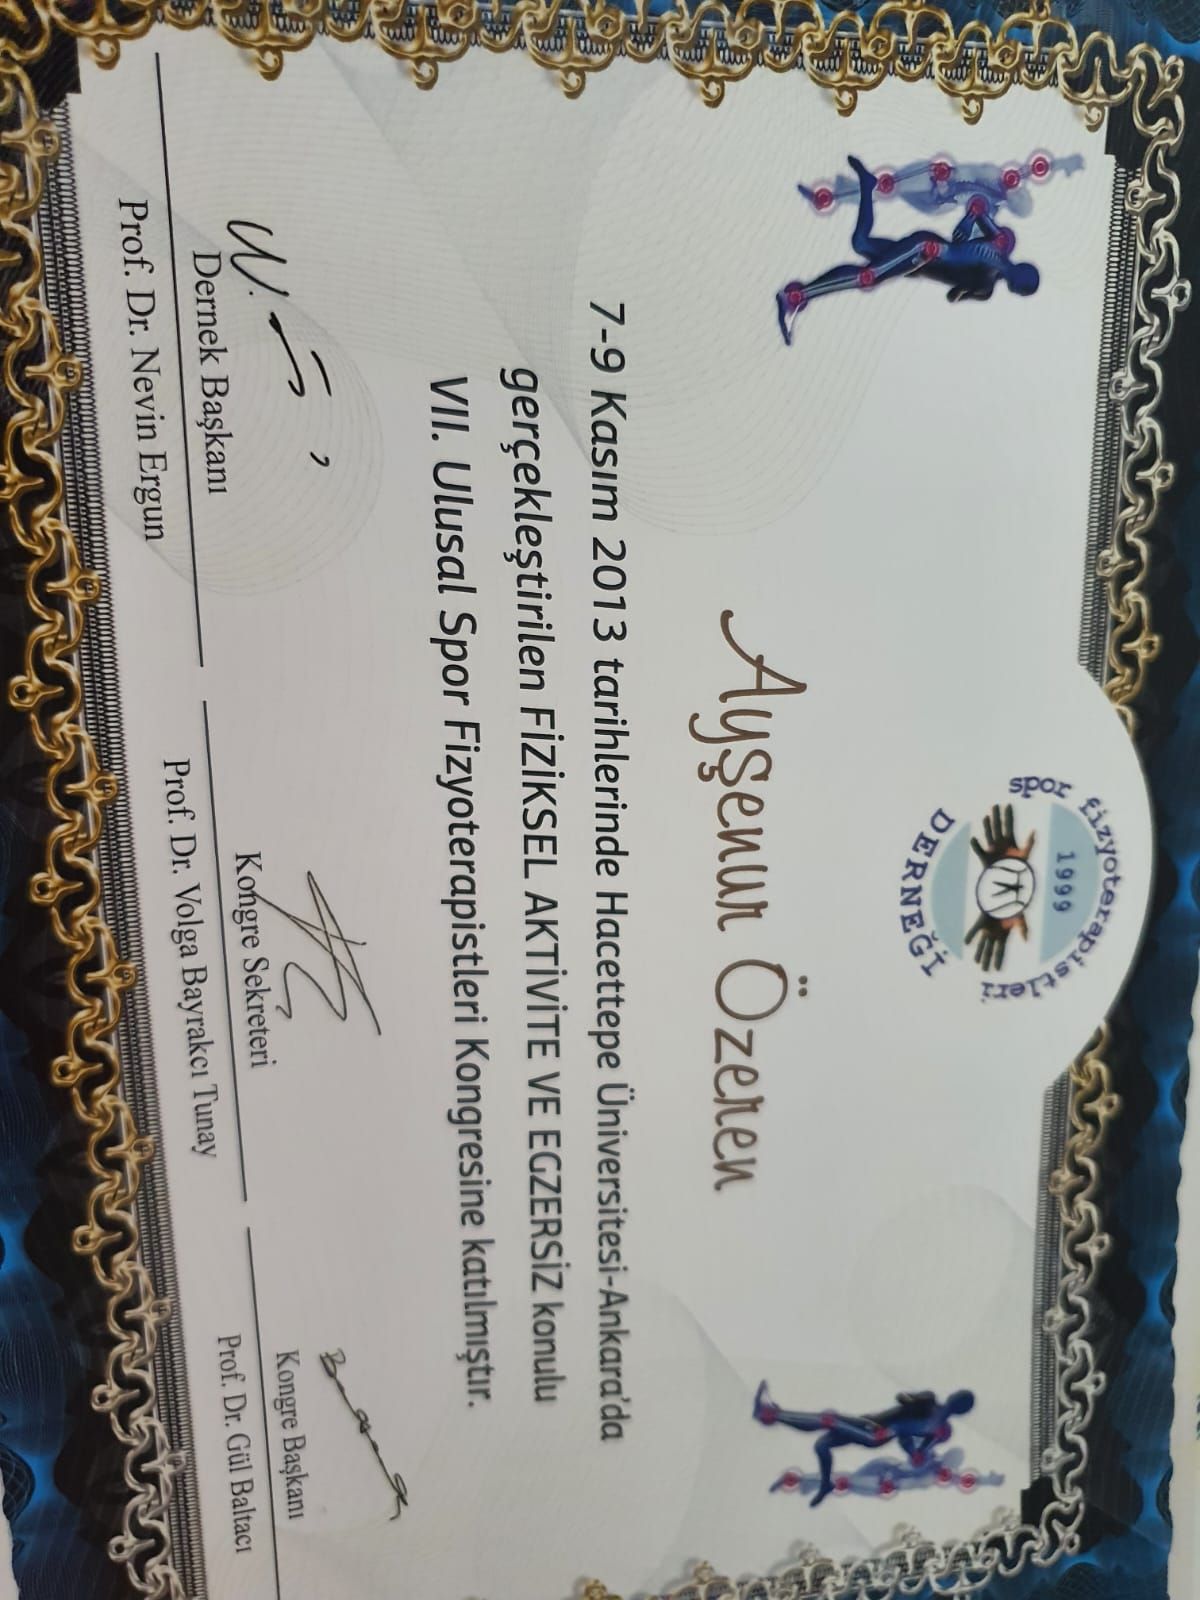 spor fizyoterapistleri
1999
DERNEĞİ
Ayşenur Özeren
7-9 Kasım 2013 tarihlerinde Hacettepe Üniversitesi-Ankara'da
gerçekleştirilen FİZİKSEL AKTİVİTE VE EGZERSİZ konulu
VII. Ulusal Spor Fizyoterapistleri Kongresine katılmıştır.
Dernek Başkanı
Prof. Dr. Nevin Ergun
Kongre Sekreteri
Prof. Dr. Volga Bayrakcı Tunay
Kongre Başkanı
Prof. Dr. Gül Baltacı